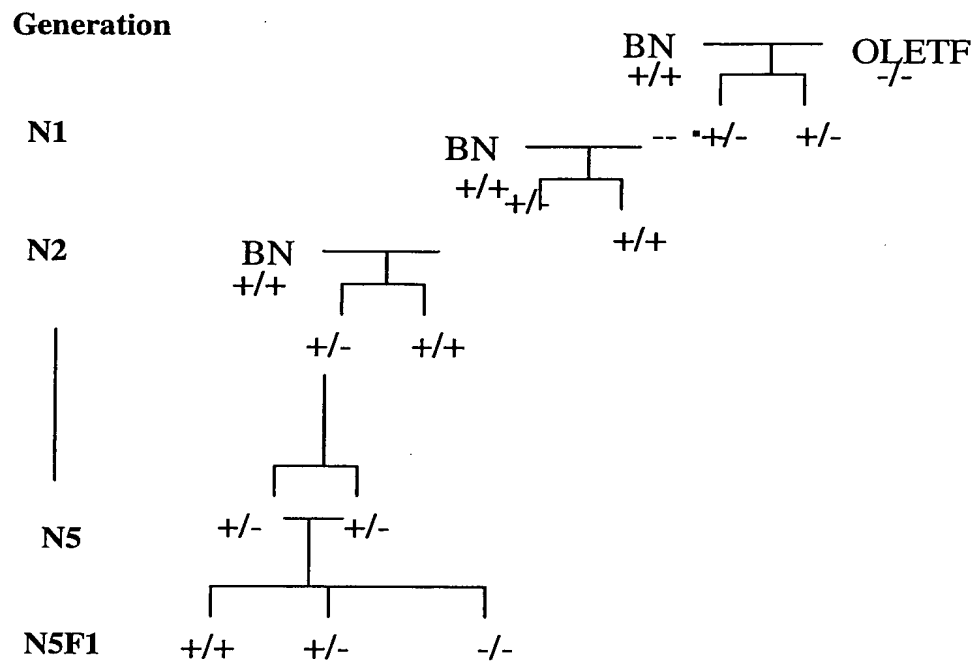 Generation
BN OLETF
+/+ -/-
N1 -- ▪+/- +/-
BN
+/+ +/-
+/+
N2 BN
+/+
+/- +/+
N5 +/- +/-
N5F1 +/+ +/- -/-